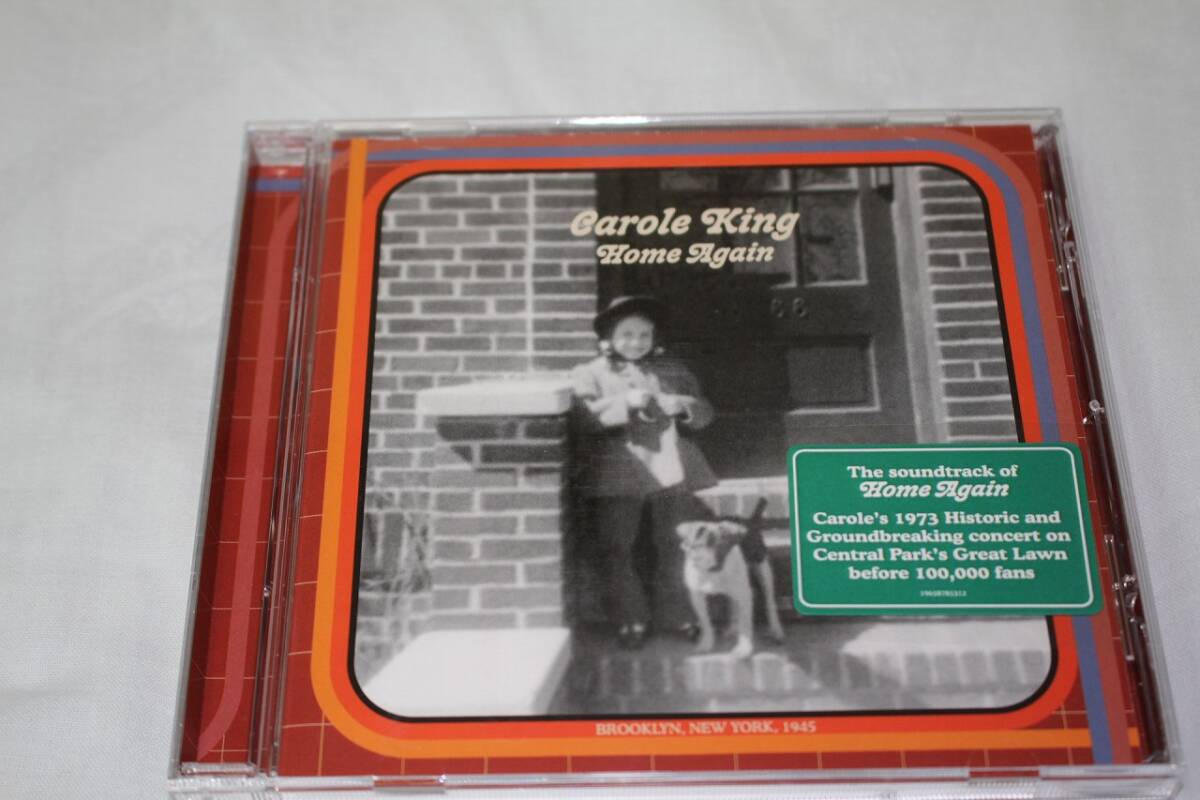 Carole King
Home Again
The soundtrack of
Home Again
Carole's 1973 Historic and
Groundbreaking concert on
Central Park's Great Lawn
before 100,000 fans
BROOKLYN, NEW YORK, 1945